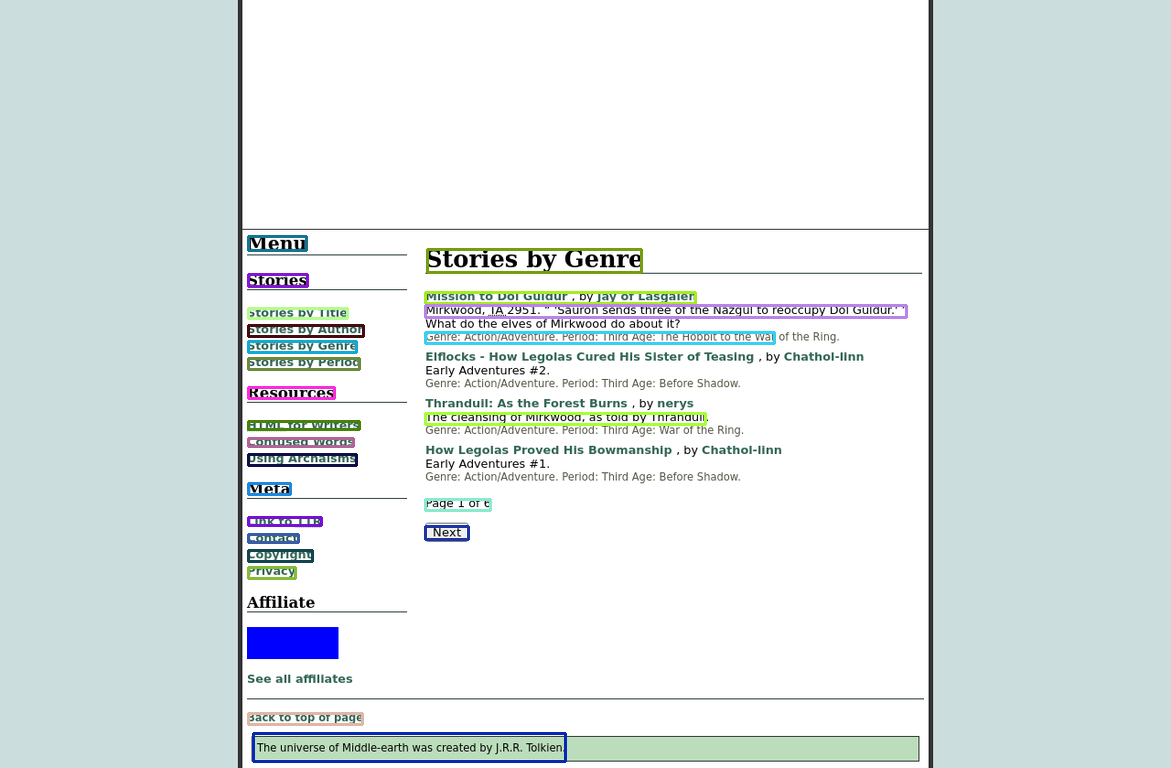 Menu
Stories
Stories by Title
Stories by Author
Stories by Genre
Stories by Period
Resources
HTML for Writers
Confused Words
Using Archaisms
Meta
Link to TTR
Contact
Copyright
Privacy
Affiliate
See all affiliates
Stories by Genre
Mission to Dol Guldur , by Jay of Lasgalen
Mirkwood, TA 2951. " 'Sauron sends three of the Nazgul to reoccupy Dol Guldur.' "
What do the elves of Mirkwood do about it?
Genre: Action/Adventure. Period: Third Age: The Hobbit to the War of the Ring.
Elflocks - How Legolas Cured His Sister of Teasing , by Chathol-linn
Early Adventures #2.
Genre: Action/Adventure. Period: Third Age: Before Shadow.
Thranduil: As the Forest Burns , by nerys
The cleansing of Mirkwood, as told by Thranduil.
Genre: Action/Adventure. Period: Third Age: War of the Ring.
How Legolas Proved His Bowmanship , by Chathol-linn
Early Adventures #1.
Genre: Action/Adventure. Period: Third Age: Before Shadow.
Page 1 of 6
Next
Back to top of page
The universe of Middle-earth was created by J.R.R. Tolkien.